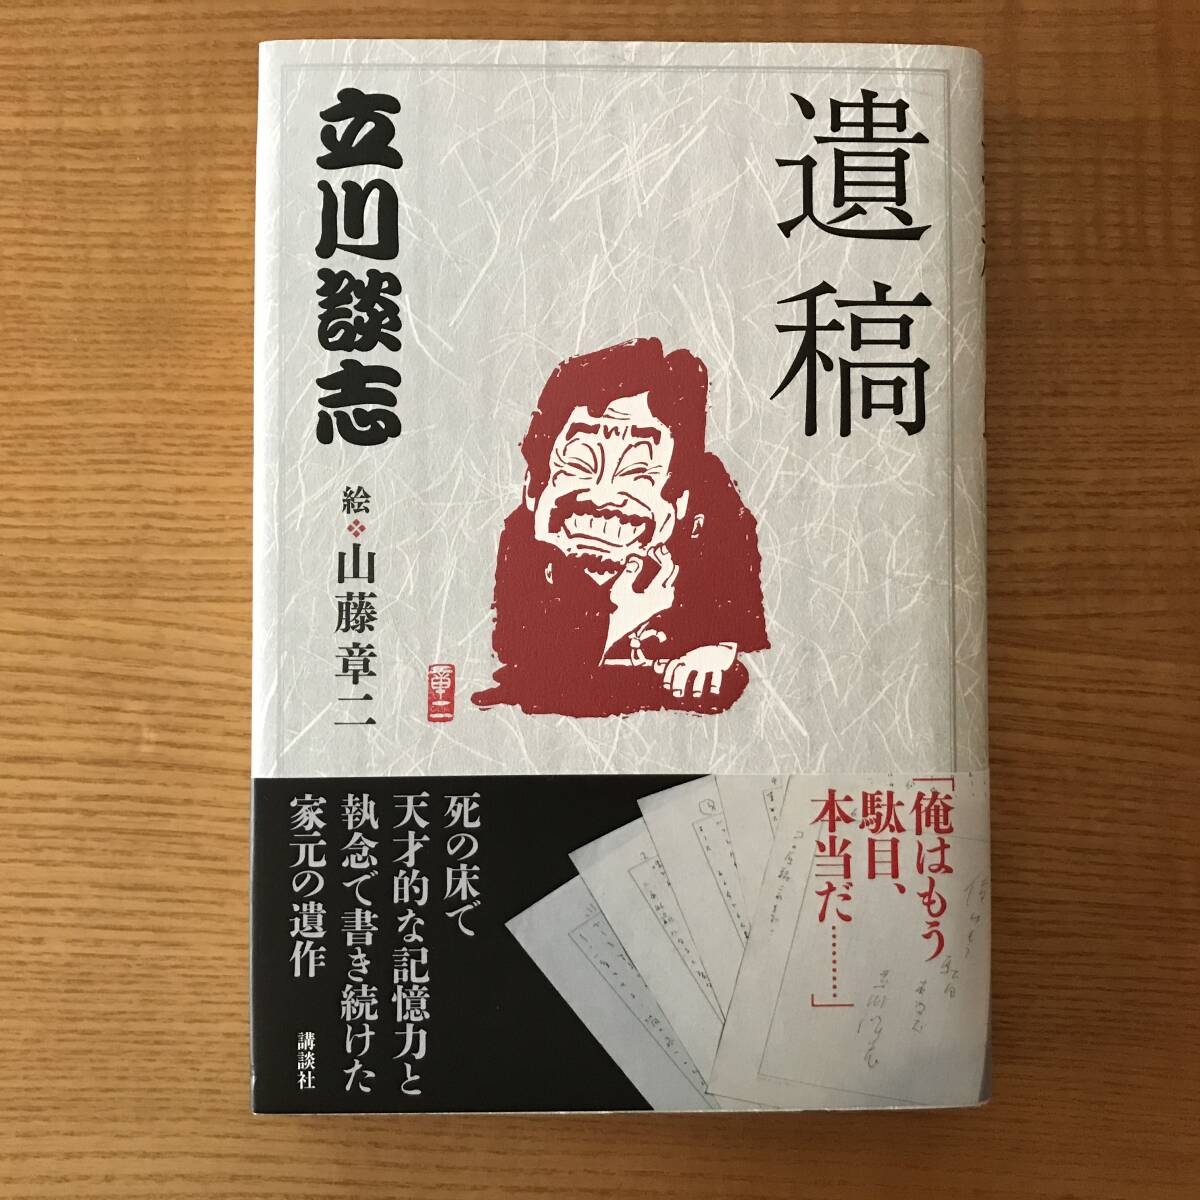 遺稿
立川談志
絵❖山藤章二
章二
「俺はもう
駄目、
本当だ…………」
死の床で
天才的な記憶力と
執念で書き続けた
家元の遺作
講談社